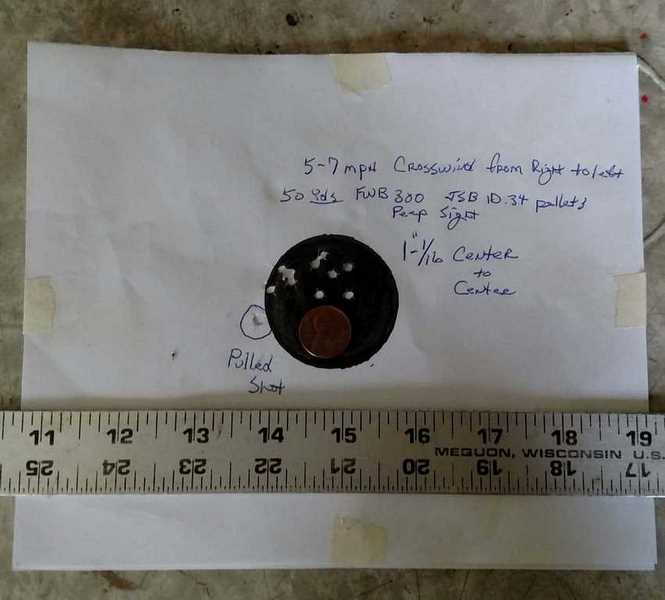 5-7 mph Crosswind from Right to left
50 yds FWB 300 JSB 10.34 pellets
Peep Sight
1-1/16" Center
to
Center
Pulled
Shot
11 12 13 14 15 16 17 18 19
MEQUON, WISCONSIN U.S.
25 24 23 22 21 20 19 18 17